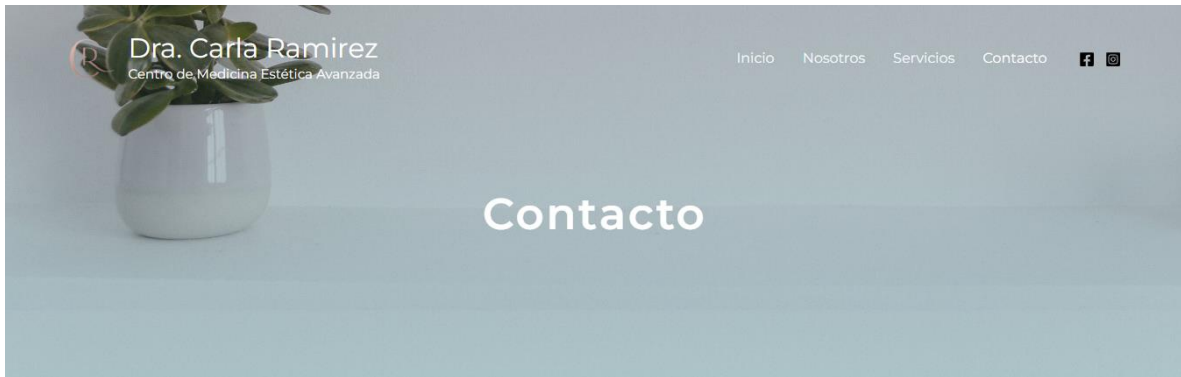 Dra. Carla Ramirez
Centro de Medicina Estética Avanzada
Inicio Nosotros Servicios Contacto
Contacto